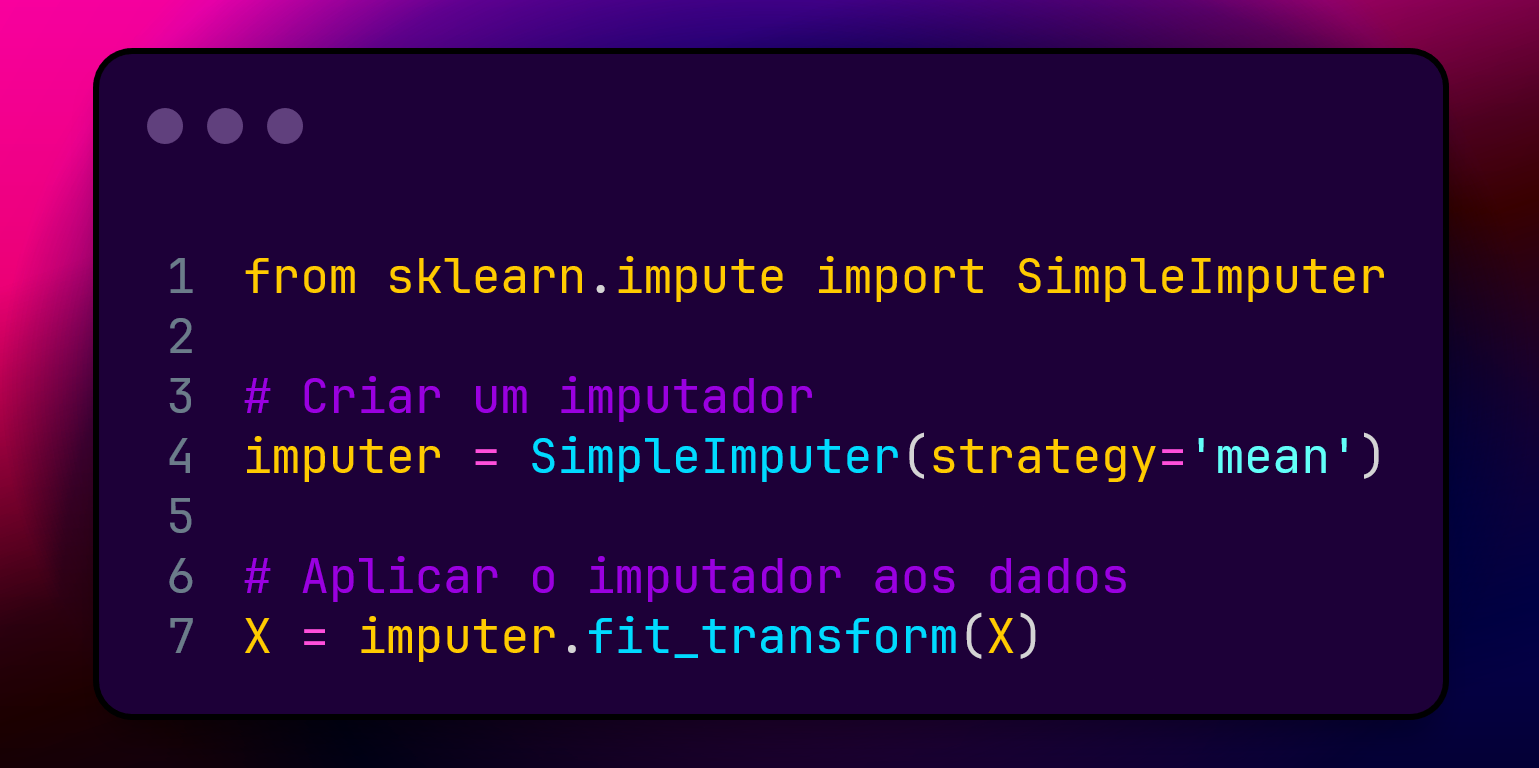 1 from sklearn.impute import SimpleImputer
2
3 # Criar um imputador
4 imputer = SimpleImputer(strategy='mean')
5
6 # Aplicar o imputador aos dados
7 X = imputer.fit_transform(X)